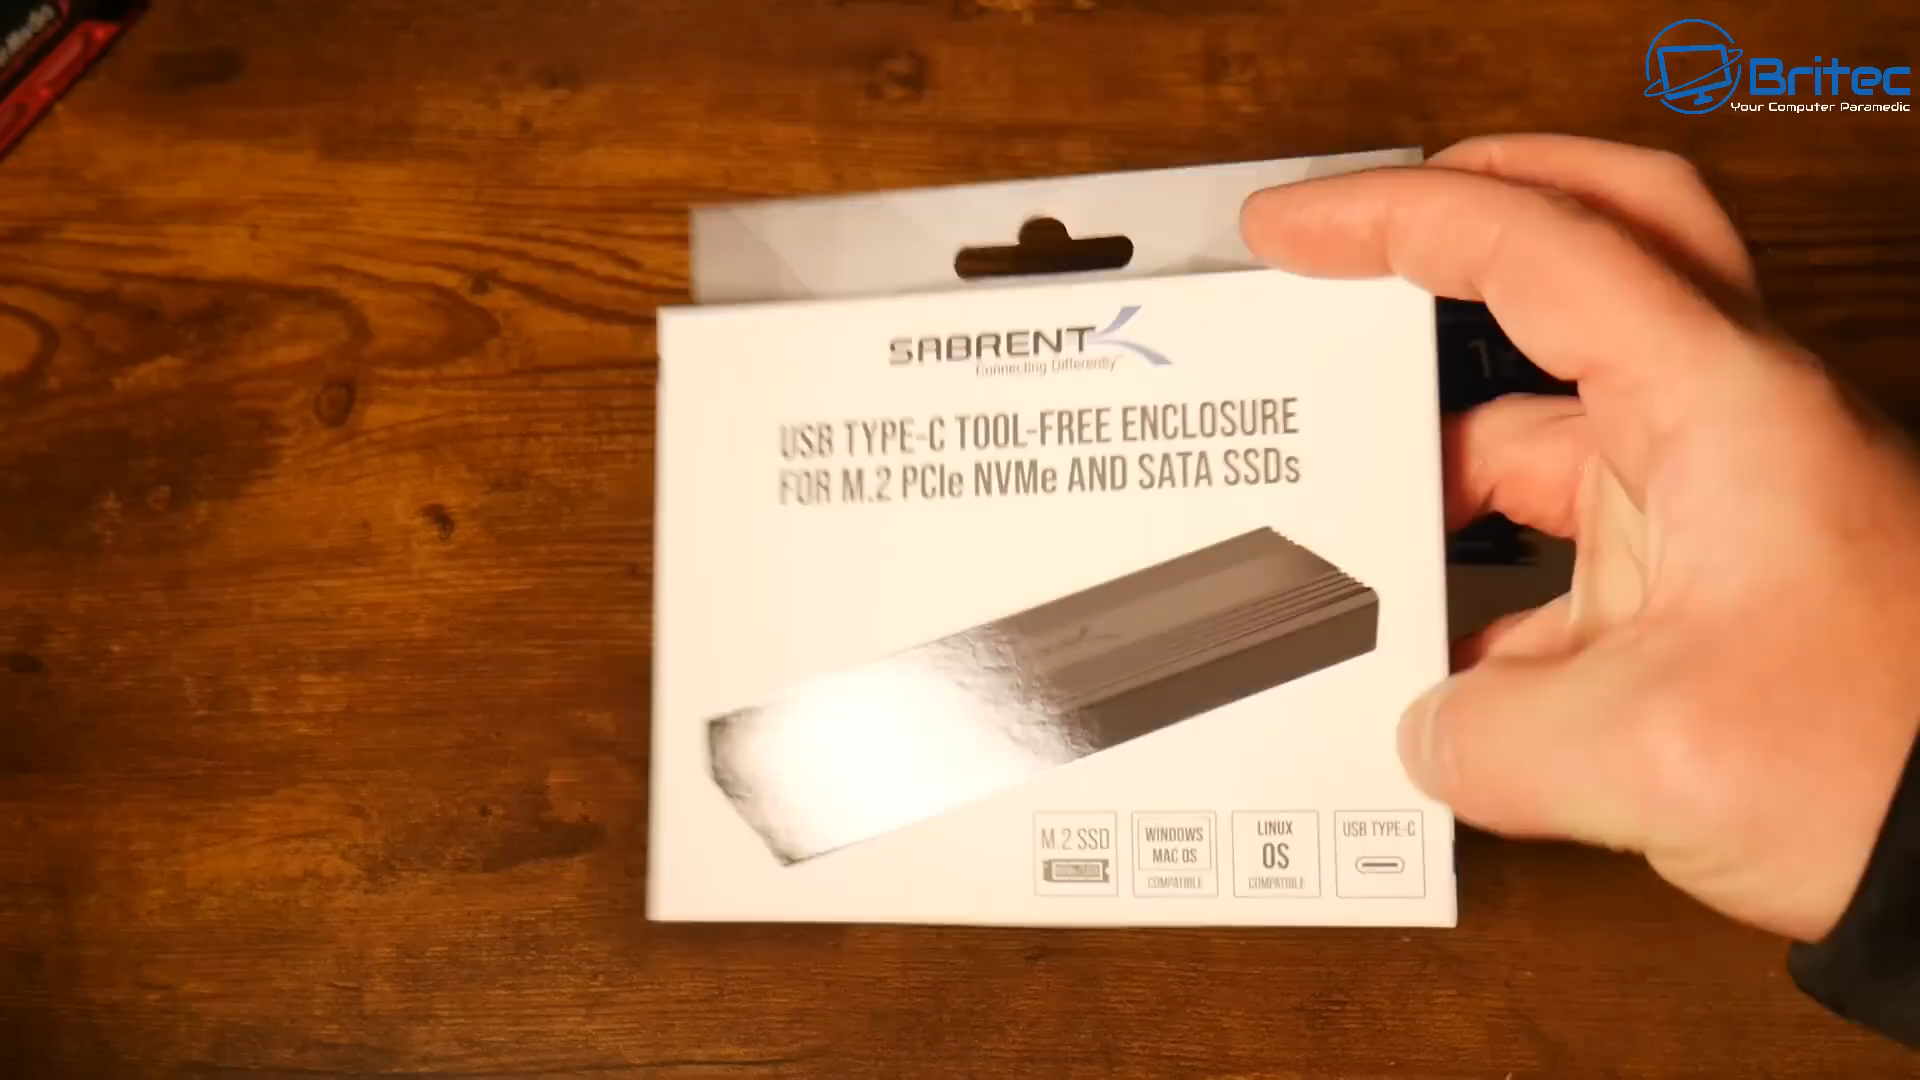 Britec
Your Computer Paramedic
SABRENT
Connecting Differently™
USB TYPE-C TOOL-FREE ENCLOSURE
FOR M.2 PCIe NVMe AND SATA SSDs
M.2 SSD
WINDOWS
MAC OS
COMPATIBLE
LINUX
OS
COMPATIBLE
USB TYPE-C